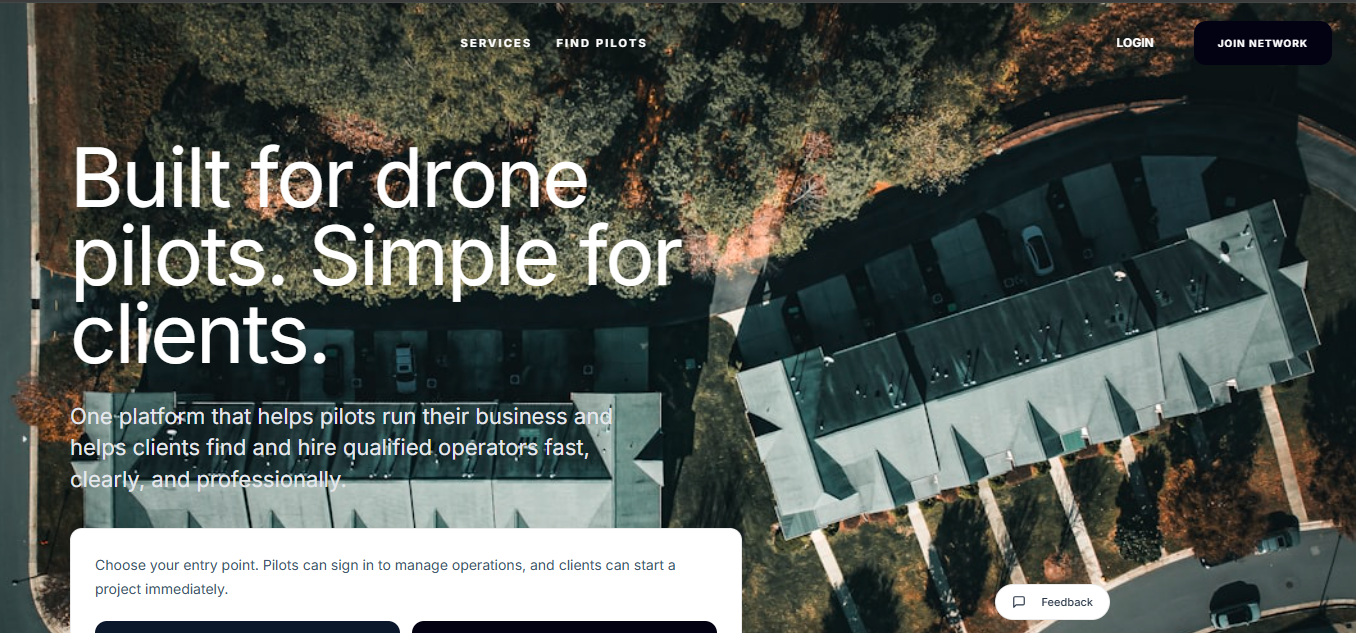 SERVICES FIND PILOTS LOGIN JOIN NETWORK
Built for drone
pilots. Simple for
clients.
One platform that helps pilots run their business and
helps clients find and hire qualified operators fast,
clearly, and professionally.
Choose your entry point. Pilots can sign in to manage operations, and clients can start a
project immediately.
Feedback